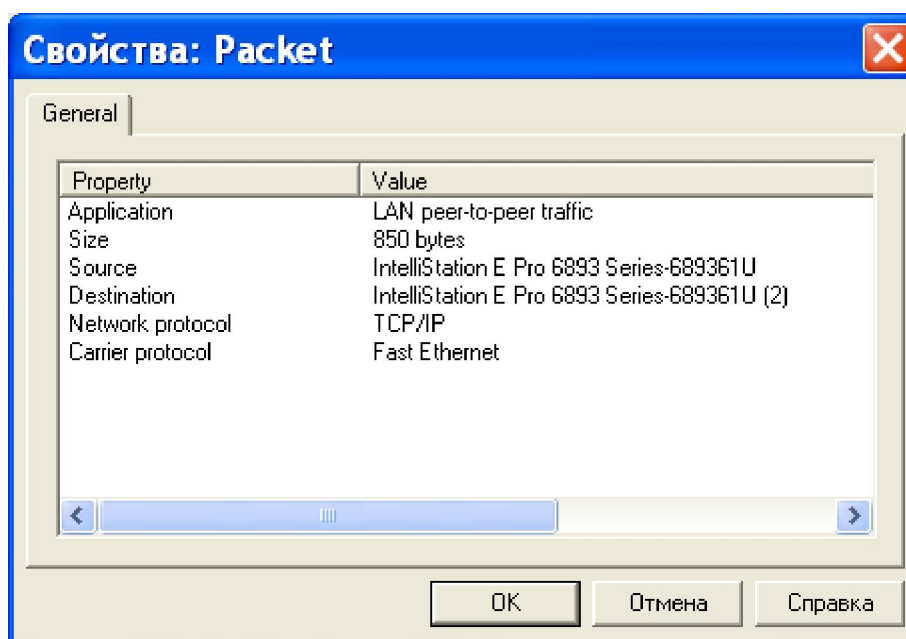 Свойства: Packet
General
Property Value
Application LAN peer-to-peer traffic
Size 850 bytes
Source IntelliStation E Pro 6893 Series-689361U
Destination IntelliStation E Pro 6893 Series-689361U (2)
Network protocol TCP/IP
Carrier protocol Fast Ethernet
OK Отмена Справка